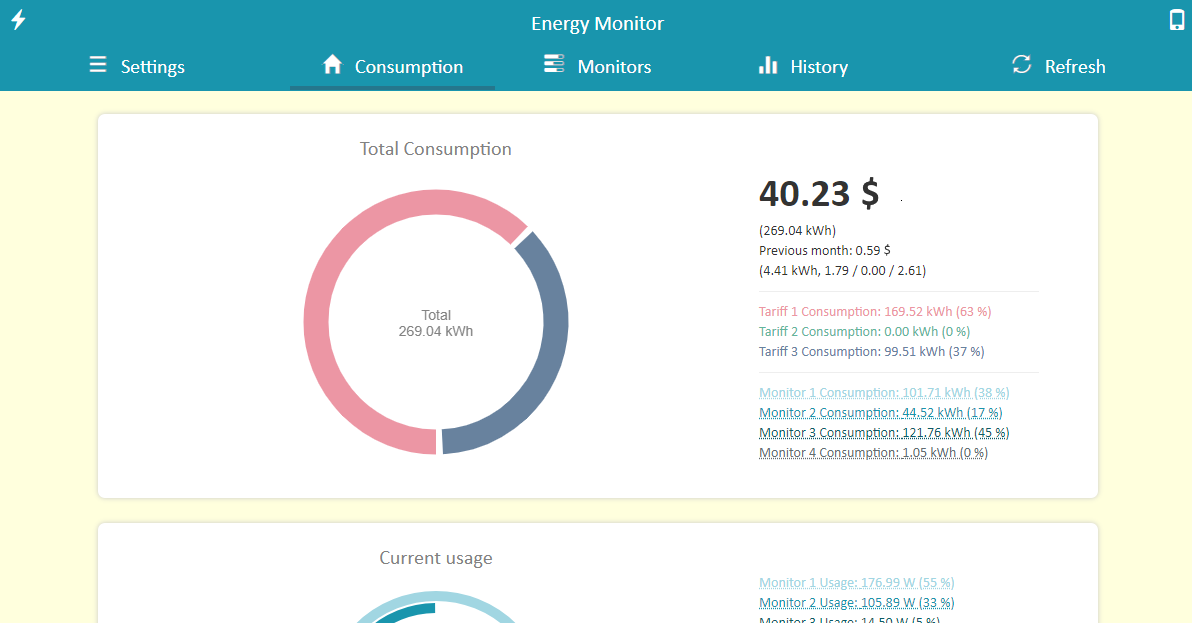 Energy Monitor
Settings
Consumption
Monitors
History
Refresh
Total Consumption
Total
269.04 kWh
40.23 $
(269.04 kWh)
Previous month: 0.59 $
(4.41 kWh, 1.79 / 0.00 / 2.61)
Tariff 1 Consumption: 169.52 kWh (63 %)
Tariff 2 Consumption: 0.00 kWh (0 %)
Tariff 3 Consumption: 99.51 kWh (37 %)
Monitor 1 Consumption: 101.71 kWh (38 %)
Monitor 2 Consumption: 44.52 kWh (17 %)
Monitor 3 Consumption: 121.76 kWh (45 %)
Monitor 4 Consumption: 1.05 kWh (0 %)
Current usage
Monitor 1 Usage: 176.99 W (55 %)
Monitor 2 Usage: 105.89 W (33 %)
Monitor 3 Usage: 14.50 W (5 %)